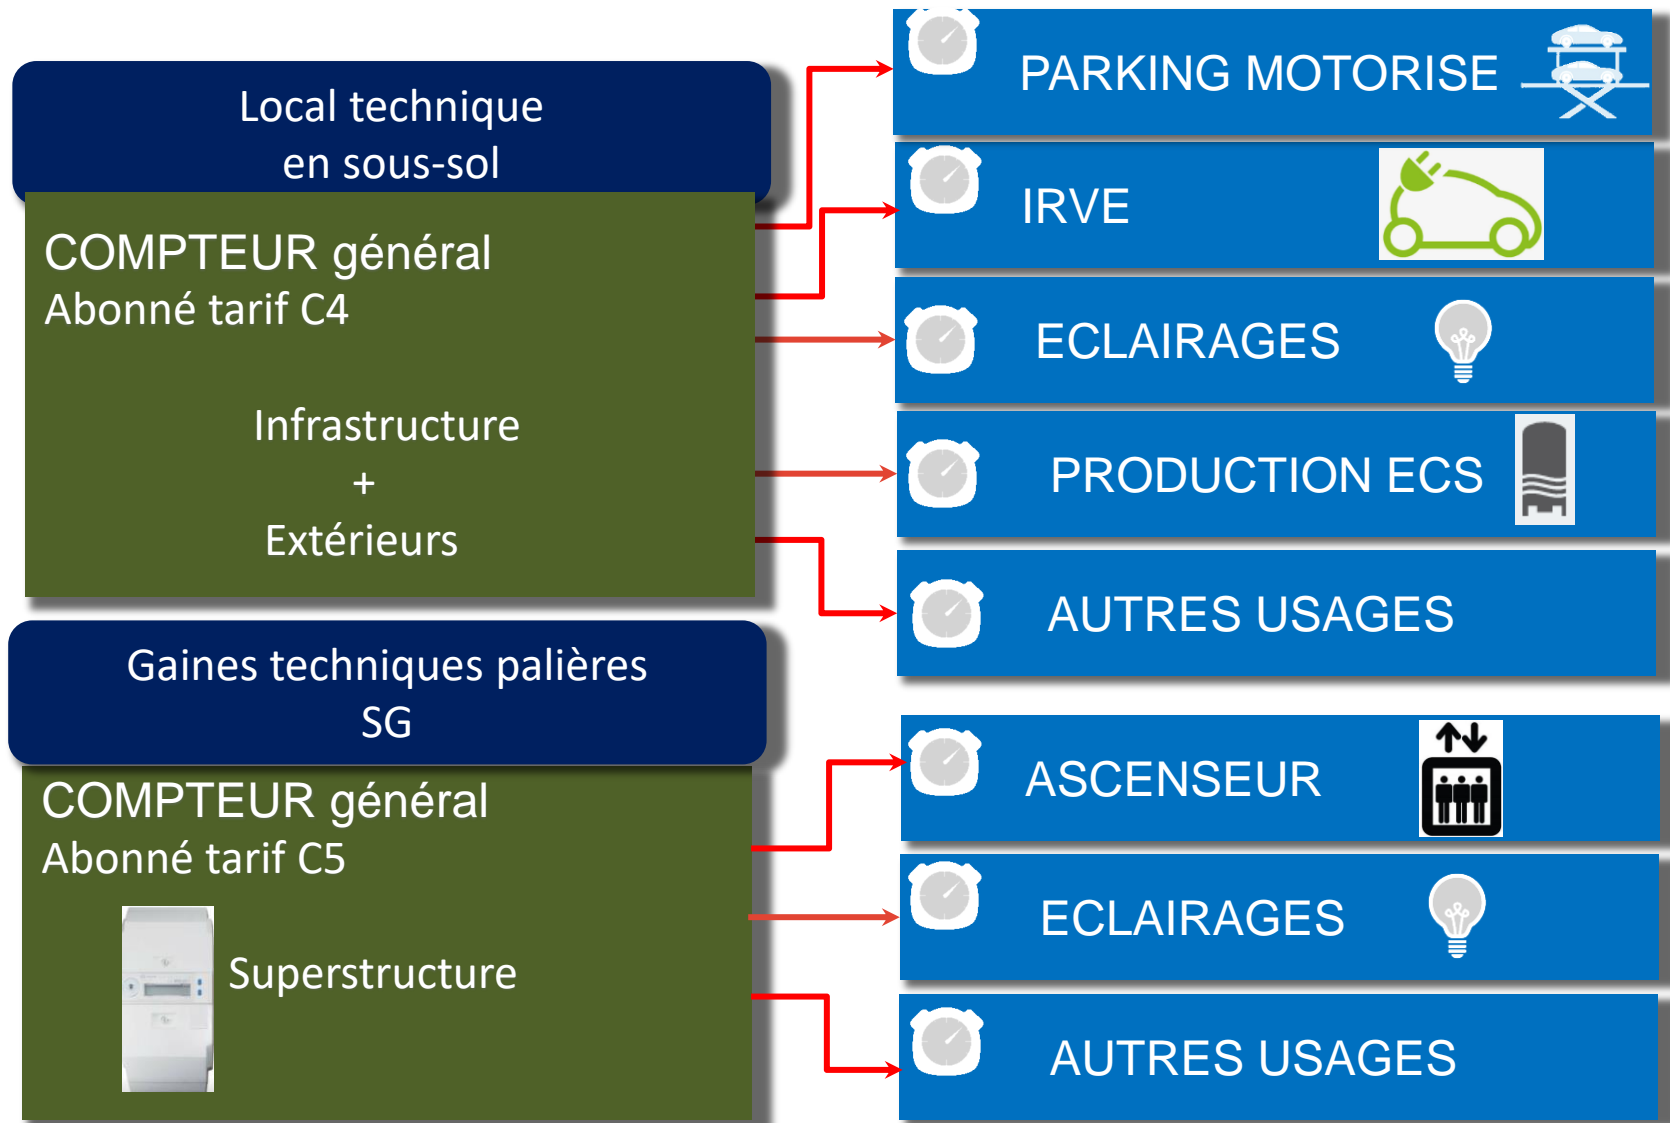 Local technique
en sous-sol
COMPTEUR général
Abonné tarif C4
Infrastructure
+
Extérieurs
PARKING MOTORISE
IRVE
ECLAIRAGES
PRODUCTION ECS
AUTRES USAGES
Gaines techniques palières
SG
COMPTEUR général
Abonné tarif C5
Superstructure
ASCENSEUR
ECLAIRAGES
AUTRES USAGES